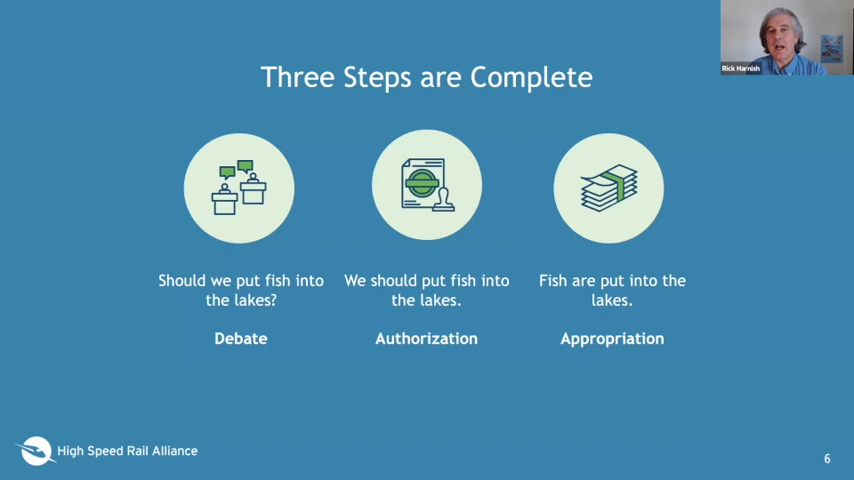 Rick Harnish
Three Steps are Complete
Should we put fish into
the lakes?
Debate
We should put fish into
the lakes.
Authorization
Fish are put into the
lakes.
Appropriation
High Speed Rail Alliance
6